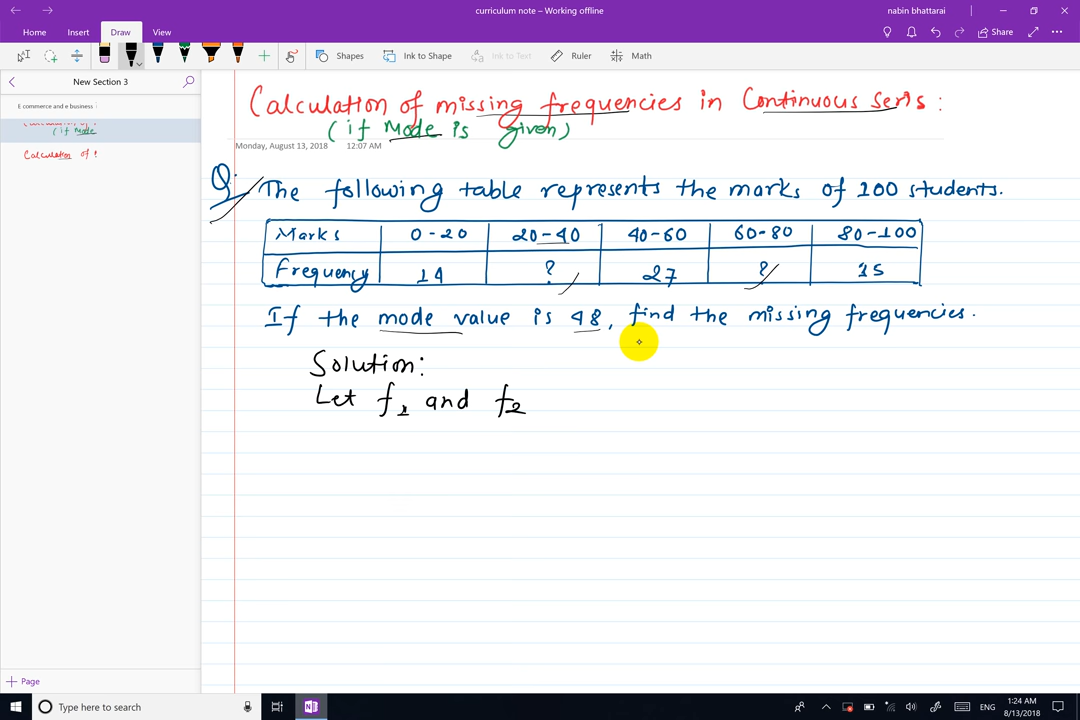 curriculum note – Working offline
nabin bhattarai
Home Insert Draw View
Share
Shapes Ink to Shape Ink to Text Ruler Math
New Section 3
E commerce and e business
(if Mode
Calculation of !
Calculation of missing frequencies in Continuous Seris:
(if Mode is given)
Monday, August 13, 2018 12:07 AM
Q: The following table represents the marks of 100 students.
Marks 0-20 20-40 40-60 60-80 80-100
Frequency 14 ? 27 ? 15
If the mode value is 48, find the missing frequencies.
Solution:
Let f1 and f2
+ Page
Type here to search
ENG
1:24 AM
8/13/2018